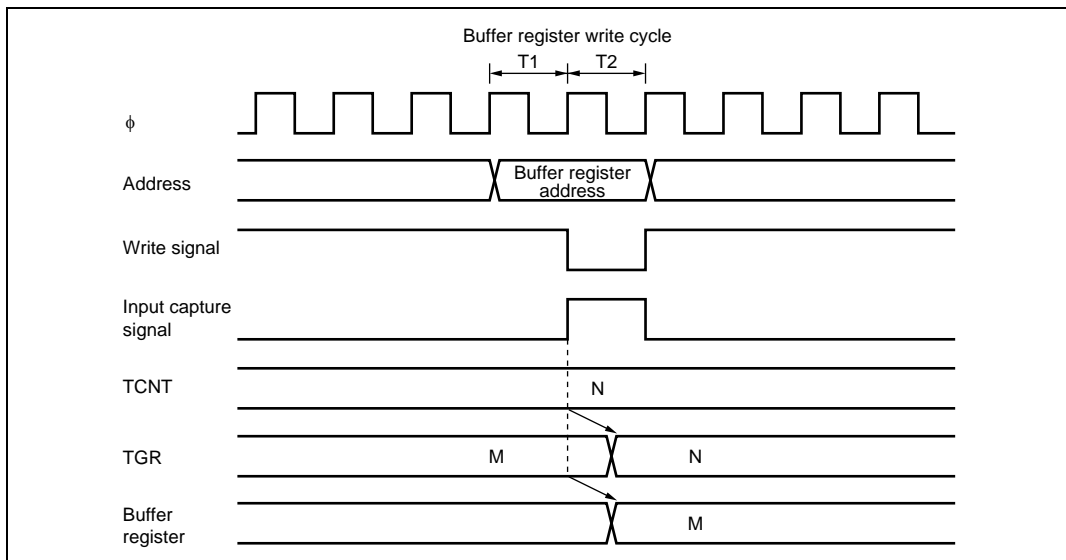 Buffer register write cycle
T1 T2
ϕ
Address
Buffer register
address
Write signal
Input capture
signal
TCNT
N
TGR
M N
Buffer
register
M